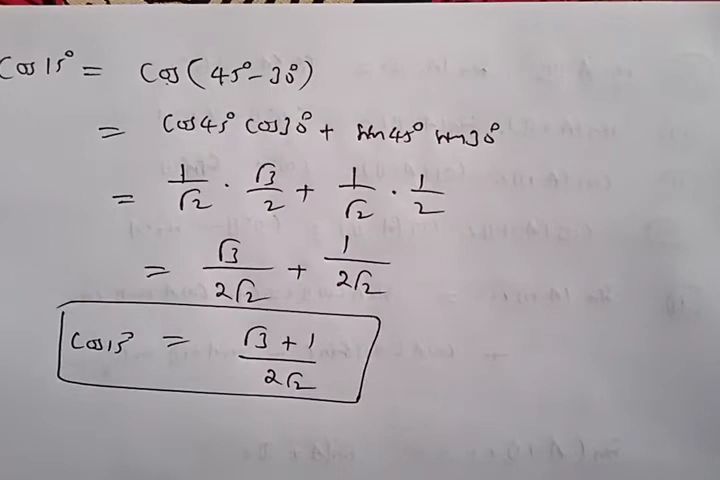 Cos 15° = Cos(45° - 30°)
= Cos 45° Cos 30° + sin 45° sin 30°
= 1/√2 · √3/2 + 1/√2 · 1/2
= √3/2√2 + 1/2√2
Cos 15° = √3 + 1/2√2